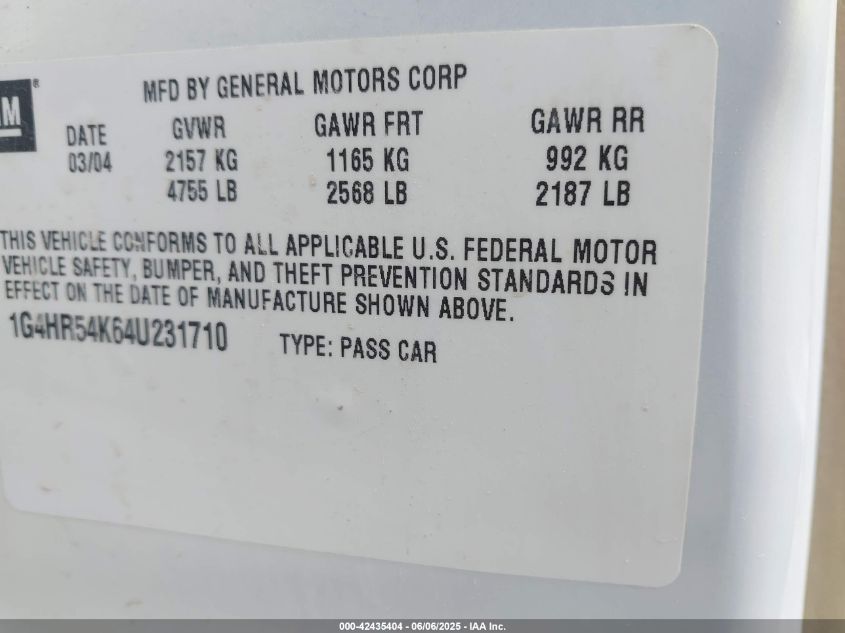 MFD BY GENERAL MOTORS CORP
GM®
DATE GVWR GAWR FRT GAWR RR
03/04 2157 KG 1165 KG 992 KG
4755 LB 2568 LB 2187 LB
THIS VEHICLE CONFORMS TO ALL APPLICABLE U.S. FEDERAL MOTOR
VEHICLE SAFETY, BUMPER, AND THEFT PREVENTION STANDARDS IN
EFFECT ON THE DATE OF MANUFACTURE SHOWN ABOVE.
1G4HR54K64U231710 TYPE: PASS CAR
000-42435404 - 06/06/2025 - IAA Inc.